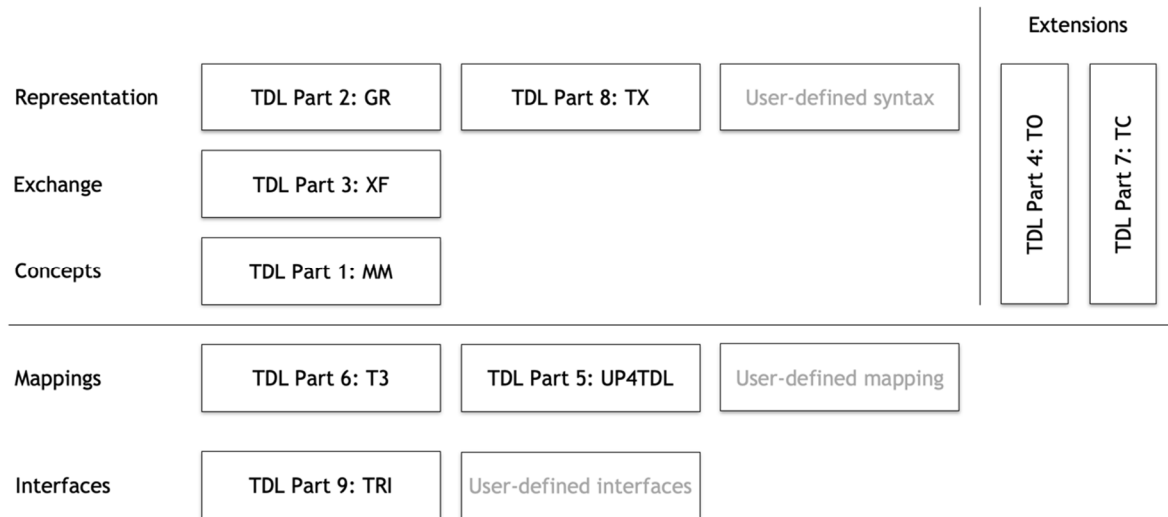 Extensions
Representation
TDL Part 2: GR
TDL Part 8: TX
User-defined syntax
TDL Part 4: TO
TDL Part 7: TC
Exchange
TDL Part 3: XF
Concepts
TDL Part 1: MM
Mappings
TDL Part 6: T3
TDL Part 5: UP4TDL
User-defined mapping
Interfaces
TDL Part 9: TRI
User-defined interfaces